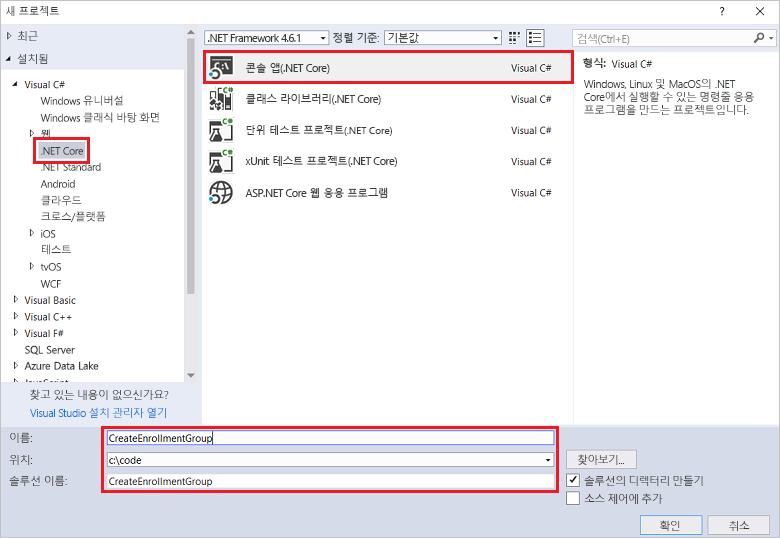 새 프로젝트
?
최근
설치됨
Visual C#
Windows 유니버설
Windows 클래식 바탕 화면
웹
.NET Core
.NET Standard
Android
클라우드
크로스/플랫폼
iOS
테스트
tvOS
WCF
Visual Basic
Visual C++
Visual F#
SQL Server
Azure Data Lake
JavaScript
찾고 있는 내용이 없으신가요?
Visual Studio 설치 관리자 열기
.NET Framework 4.6.1 정렬 기준: 기본값
콘솔 앱(.NET Core) Visual C#
클래스 라이브러리(.NET Core) Visual C#
단위 테스트 프로젝트(.NET Core) Visual C#
xUnit 테스트 프로젝트(.NET Core) Visual C#
ASP.NET Core 웹 응용 프로그램 Visual C#
검색(Ctrl+E)
형식: Visual C#
Windows, Linux 및 MacOS의 .NET
Core에서 실행할 수 있는 명령줄 응용
프로그램을 만드는 프로젝트입니다.
이름: CreateEnrollmentGroup
위치: c:\code 찾아보기...
솔루션 이름: CreateEnrollmentGroup
솔루션의 디렉터리 만들기
소스 제어에 추가
확인 취소